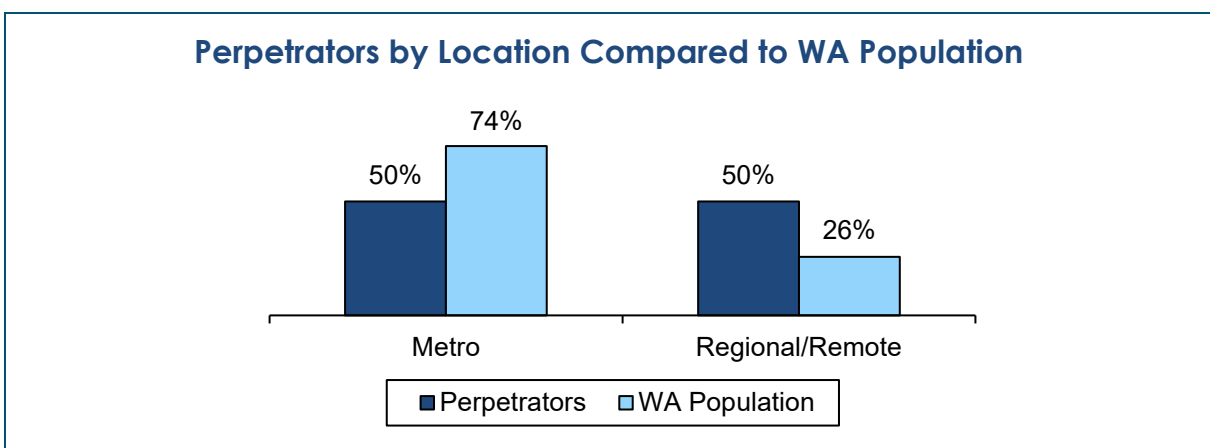 Perpetrators by Location Compared to WA Population
74%
50%
50%
26%
Metro
Regional/Remote
Perpetrators
WA Population